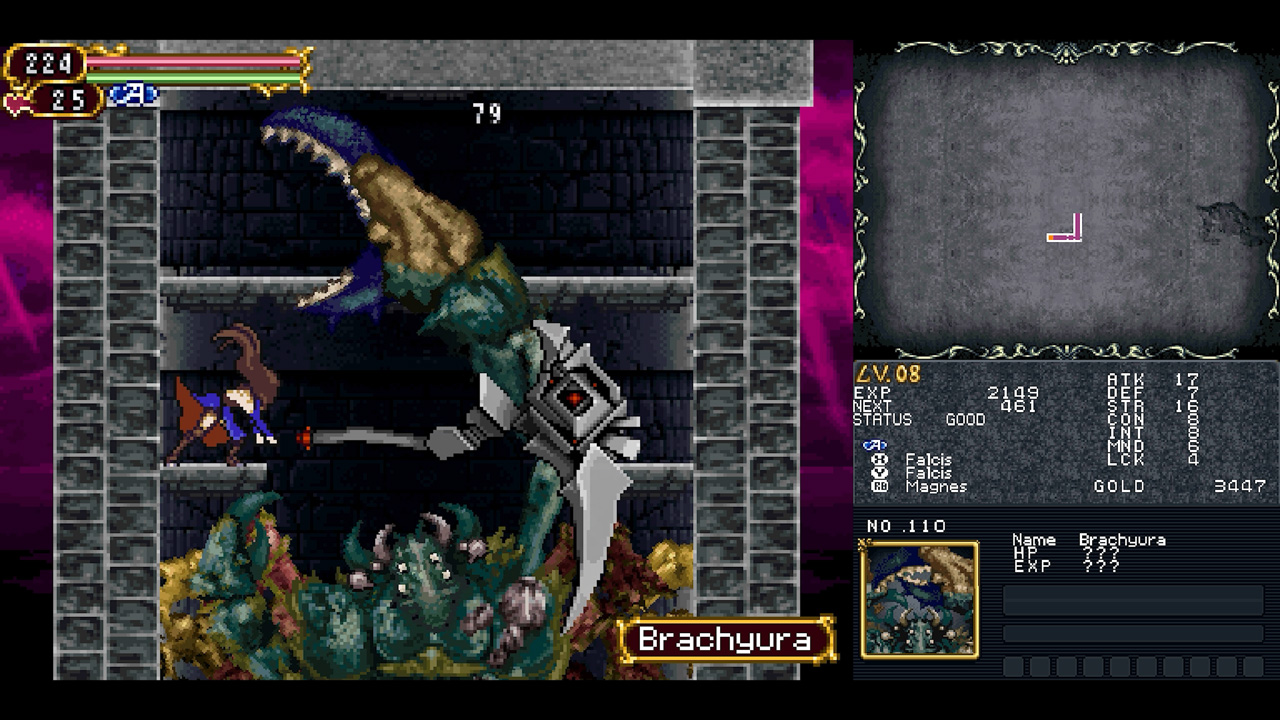 224
25
A
79
Brachyura
LV.08
EXP 2149
NEXT 461
STATUS GOOD
ATK 17
DEF 7
STR 16
CON 8
INT 8
MND 6
LCK 4
A
X Falcis
Y Falcis
R Magnes
GOLD 3447
NO .110
Name Brachyura
HP ???
EXP ???